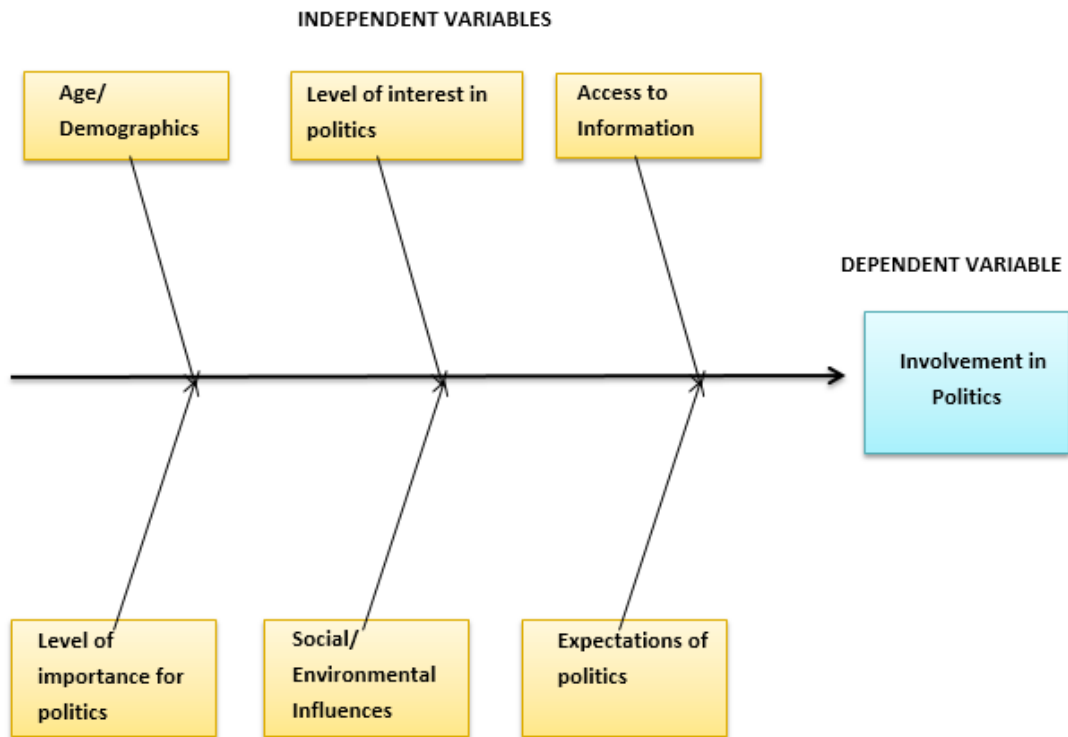 INDEPENDENT VARIABLES
Age/
Demographics
Level of interest in
politics
Access to
Information
DEPENDENT VARIABLE
Involvement in
Politics
Level of
importance for
politics
Social/
Environmental
Influences
Expectations of
politics